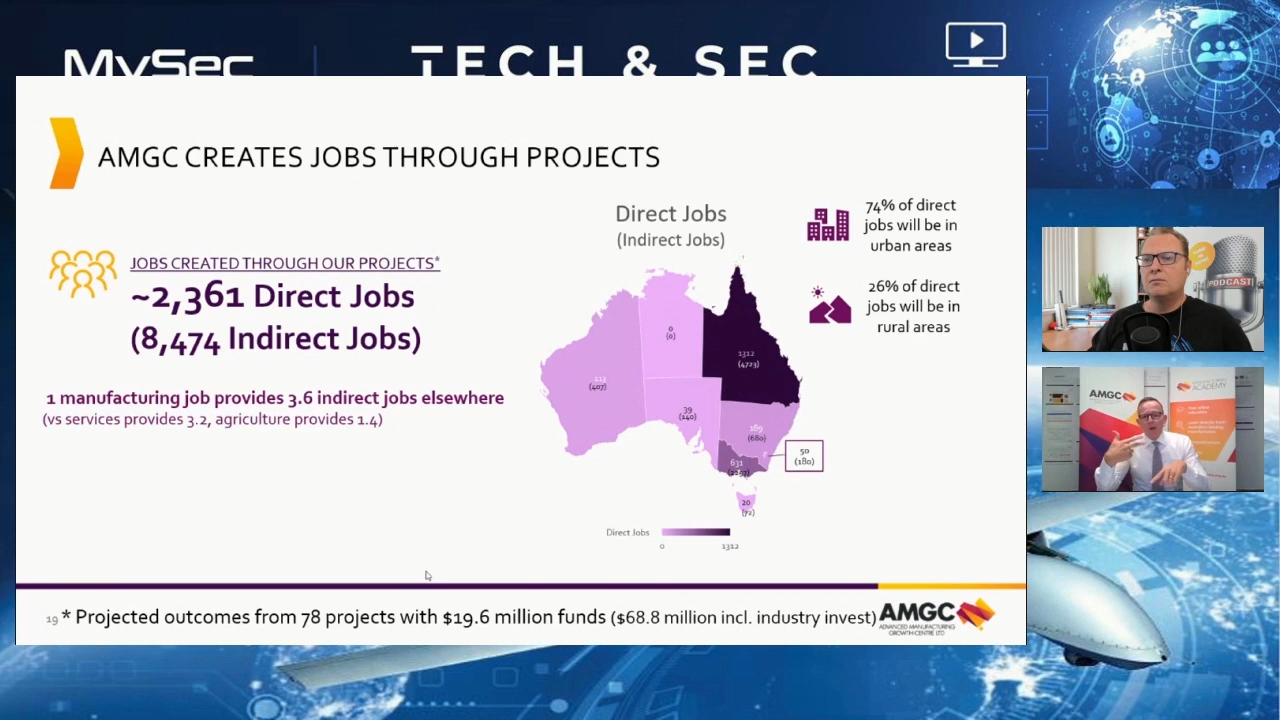 MySec
TECH & SEC
AMGC CREATES JOBS THROUGH PROJECTS
JOBS CREATED THROUGH OUR PROJECTS*
~2,361 Direct Jobs
(8,474 Indirect Jobs)
1 manufacturing job provides 3.6 indirect jobs elsewhere
(vs services provides 3.2, agriculture provides 1.4)
Direct Jobs
(Indirect Jobs)
0
(0)
1312
(4723)
(407)
39
(140)
189
(680)
50
(180)
631
20
(72)
Direct Jobs
0
1312
74% of direct
jobs will be in
urban areas
26% of direct
jobs will be in
rural areas
19 * Projected outcomes from 78 projects with $19.6 million funds ($68.8 million incl. industry invest)
AMGC
ADVANCED MANUFACTURING
GROWTH CENTRE LTD
PODCAST
AMGC
ACADEMY